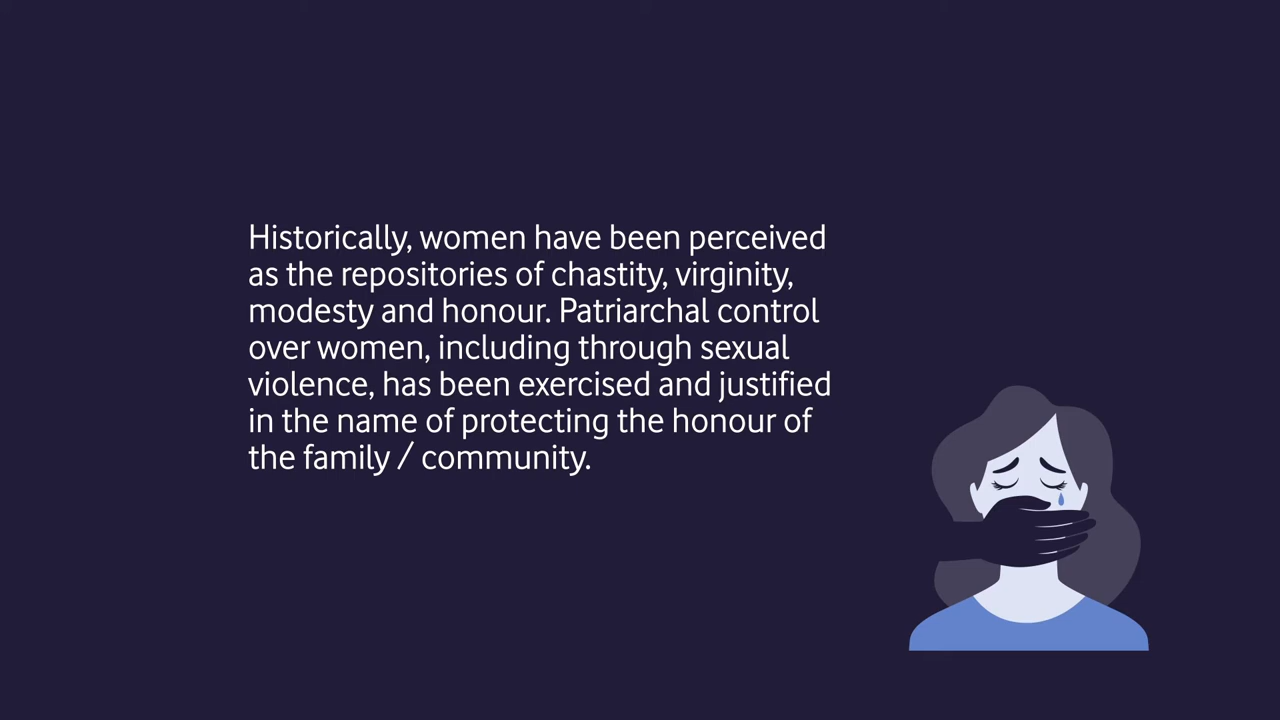 Historically, women have been perceived
as the repositories of chastity, virginity,
modesty and honour. Patriarchal control
over women, including through sexual
violence, has been exercised and justified
in the name of protecting the honour of
the family / community.